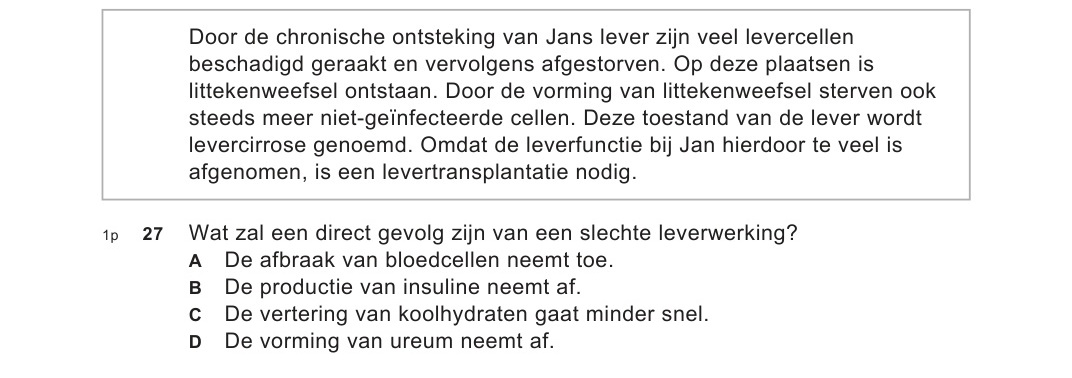 Door de chronische ontsteking van Jans lever zijn veel levercellen
beschadigd geraakt en vervolgens afgestorven. Op deze plaatsen is
littekenweefsel ontstaan. Door de vorming van littekenweefsel sterven ook
steeds meer niet-geïnfecteerde cellen. Deze toestand van de lever wordt
levercirrose genoemd. Omdat de leverfunctie bij Jan hierdoor te veel is
afgenomen, is een levertransplantatie nodig.
1p 27 Wat zal een direct gevolg zijn van een slechte leverwerking?
A De afbraak van bloedcellen neemt toe.
B De productie van insuline neemt af.
C De vertering van koolhydraten gaat minder snel.
D De vorming van ureum neemt af.